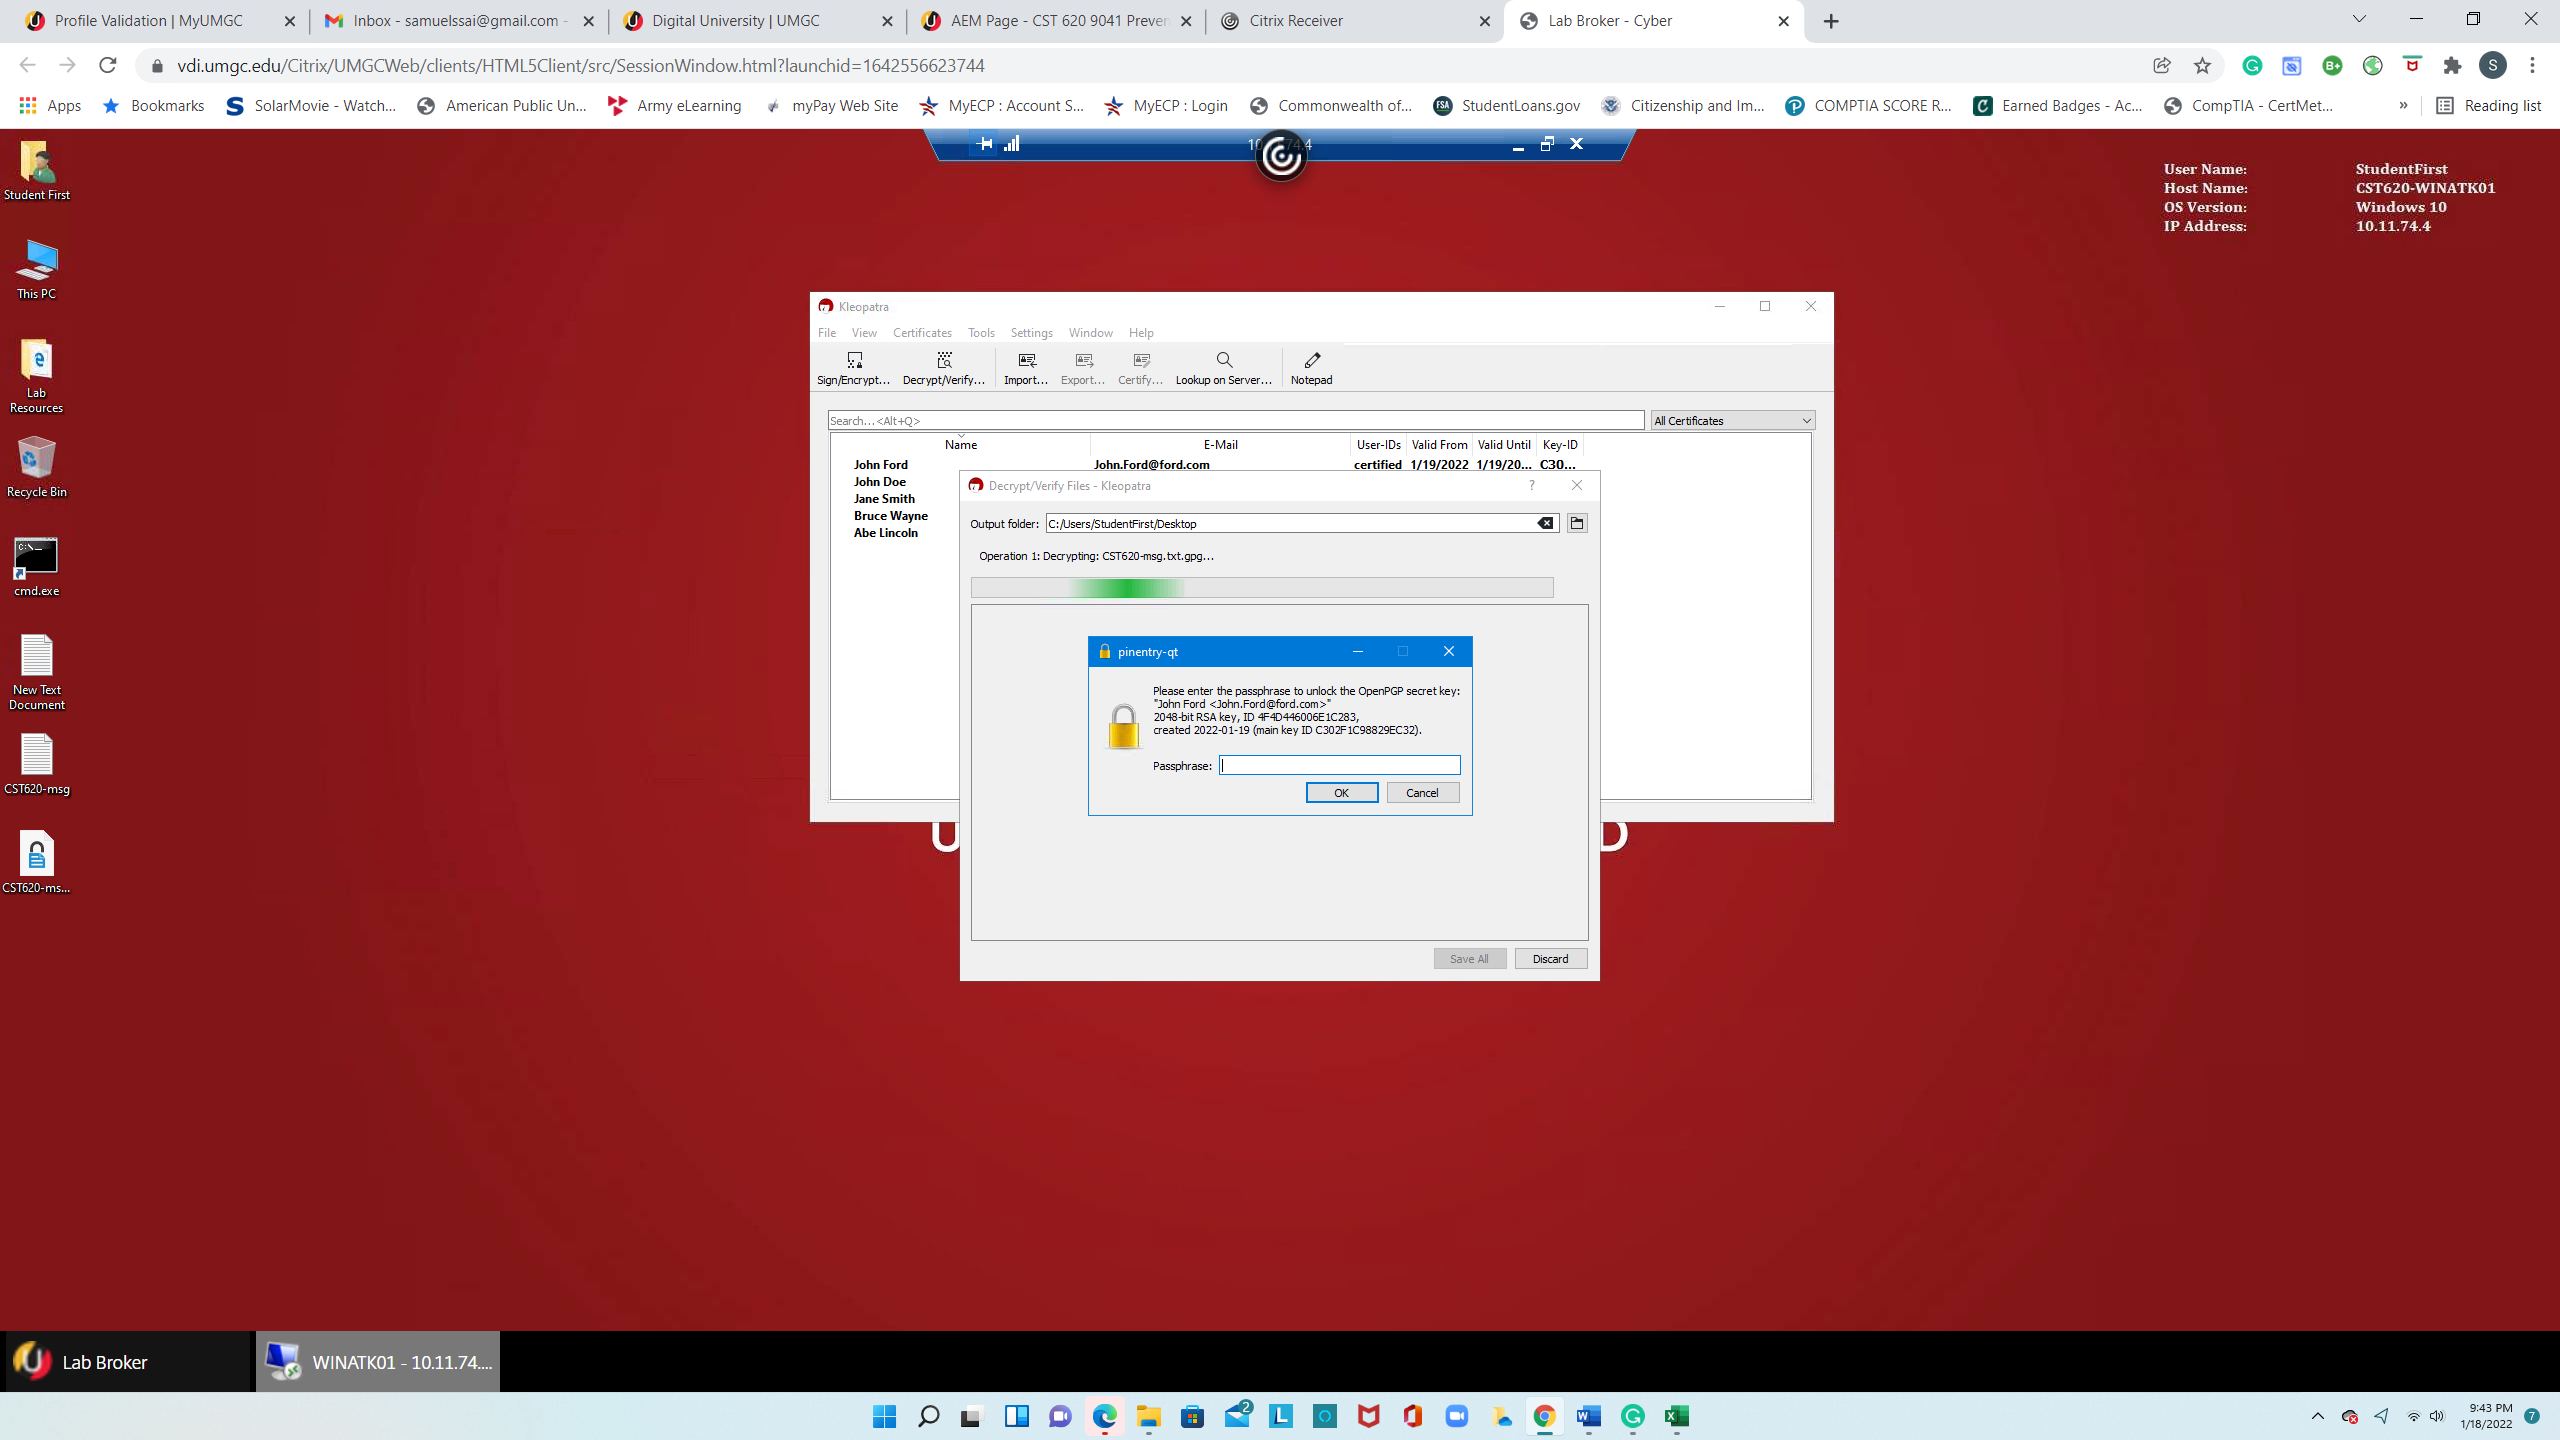 Profile Validation | MyUMGC
Inbox - samuelssai@gmail.com -
Digital University | UMGC
AEM Page - CST 620 9041 Preven
Citrix Receiver
Lab Broker - Cyber
vdi.umgc.edu/Citrix/UMGCWeb/clients/HTML5Client/src/SessionWindow.html?launchid=1642556623744
S
Apps
Bookmarks
SolarMovie - Watch...
American Public Un...
Army eLearning
myPay Web Site
MyECP : Account S...
MyECP : Login
Commonwealth of...
StudentLoans.gov
Citizenship and Im...
COMPTIA SCORE R...
Earned Badges - Ac...
CompTIA - CertMet...
»
Reading list
User Name: StudentFirst
Host Name: CST620-WINATK01
OS Version: Windows 10
IP Address: 10.11.74.4
Student First
This PC
Lab
Resources
Recycle Bin
cmd.exe
New Text
Document
CST620-msg
CST620-ms...
Kleopatra
File View Certificates Tools Settings Window Help
Sign/Encrypt... Decrypt/Verify... Import... Export... Certify... Lookup on Server... Notepad
Search...<Alt+Q>
All Certificates
Name E-Mail User-IDs Valid From Valid Until Key-ID
John Ford John.Ford@ford.com certified 1/19/2022 1/19/20... C30...
John Doe
Jane Smith
Bruce Wayne
Abe Lincoln
Decrypt/Verify Files - Kleopatra
?
Output folder: C:/Users/StudentFirst/Desktop
Operation 1: Decrypting: CST620-msg.txt.gpg...
pinentry-qt
Please enter the passphrase to unlock the OpenPGP secret key:
"John Ford <John.Ford@ford.com>"
2048-bit RSA key, ID 4F4D446006E1C283,
created 2022-01-19 (main key ID C302F1C98829EC32).
Passphrase:
OK Cancel
Save All Discard
Lab Broker
WINATK01 - 10.11.74....
2
9:43 PM
1/18/2022
7